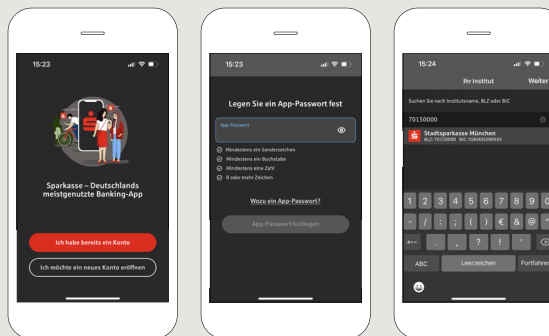 15:23
Sparkasse – Deutschlands
meistgenutzte Banking-App
Ich habe bereits ein Konto
Ich möchte ein neues Konto eröffnen
15:23
Legen Sie ein App-Passwort fest
App-Passwort
Mindestens ein Sonderzeichen
Mindestens ein Buchstabe
Mindestens eine Zahl
8 oder mehr Zeichen
Wozu ein App-Passwort?
App-Passwort festlegen
15:24
Ihr Institut Weiter
Suchen Sie nach Institutsname, BLZ oder BIC
70150000
Stadtsparkasse München
BLZ: 70150000 BIC: SSKMDEMMXXX
1 2 3 4 5 6 7 8 9 0
- / : ; ( ) € & @ "
#+= . , ? ! '
ABC Leerzeichen Fortfahren